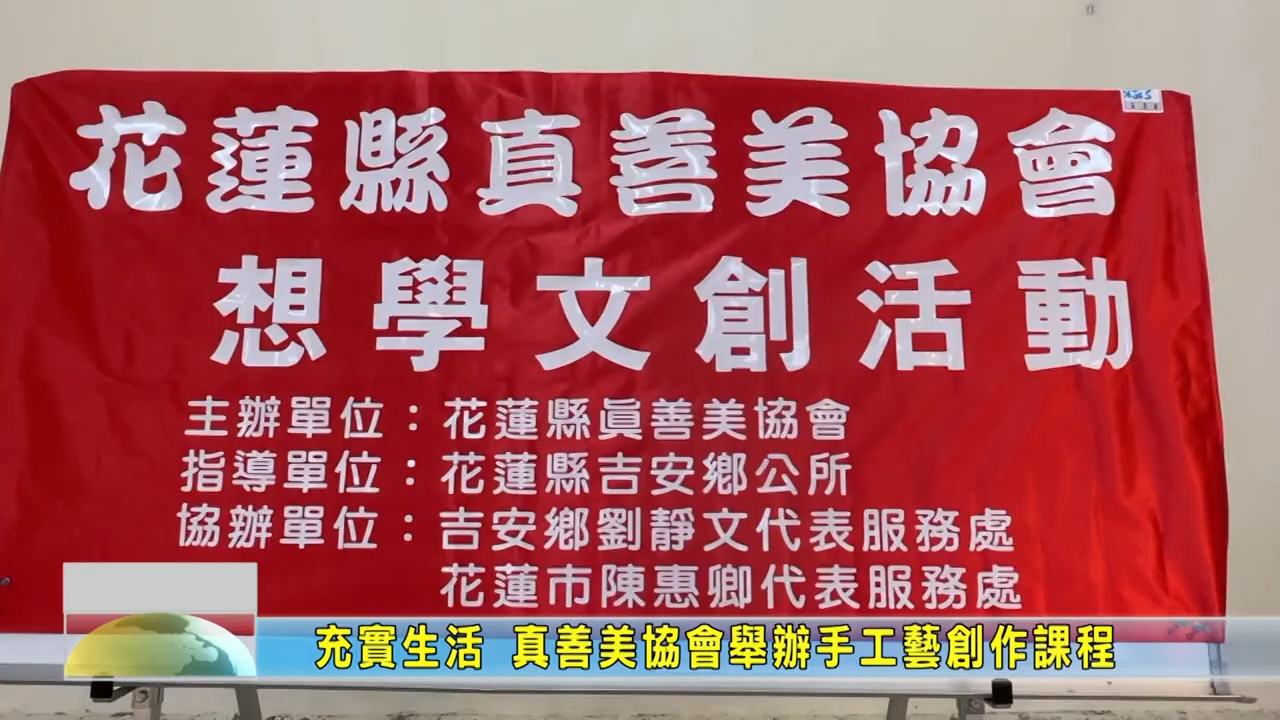 花蓮縣真善美協會
想學文創活動
主辦單位：花蓮縣眞善美協會
指導單位：花蓮縣吉安鄉公所
協辦單位：吉安鄉劉靜文代表服務處
花蓮市陳惠卿代表服務處
充實生活 真善美協會舉辦手工藝創作課程